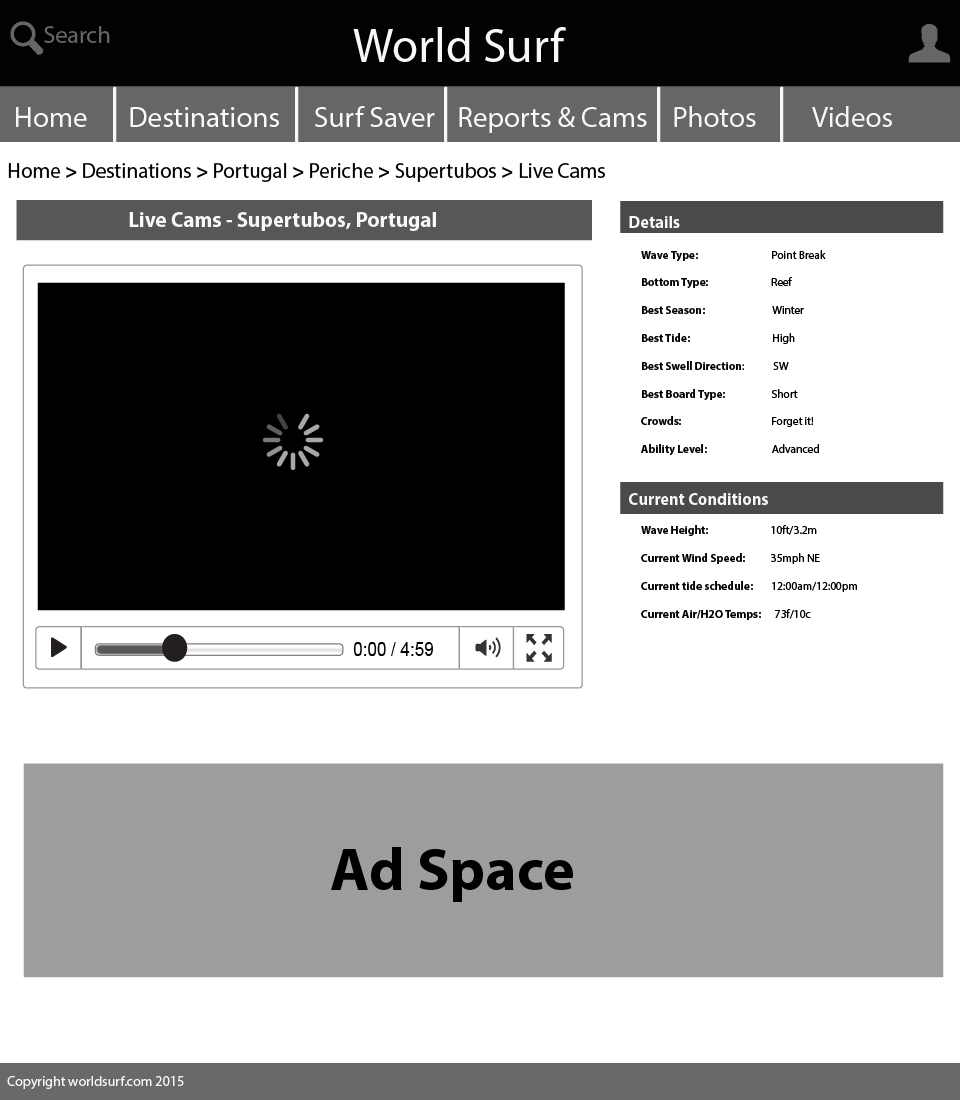 Search
World Surf
Home
Destinations
Surf Saver
Reports & Cams
Photos
Videos
Home > Destinations > Portugal > Periche > Supertubos > Live Cams
Live Cams - Supertubos, Portugal
0:00 / 4:59
Details
Wave Type: Point Break
Bottom Type: Reef
Best Season: Winter
Best Tide: High
Best Swell Direction: SW
Best Board Type: Short
Crowds: Forget it!
Ability Level: Advanced
Current Conditions
Wave Height: 10ft/3.2m
Current Wind Speed: 35mph NE
Current tide schedule: 12:00am/12:00pm
Current Air/H2O Temps: 73f/10c
Ad Space
Copyright worldsurf.com 2015